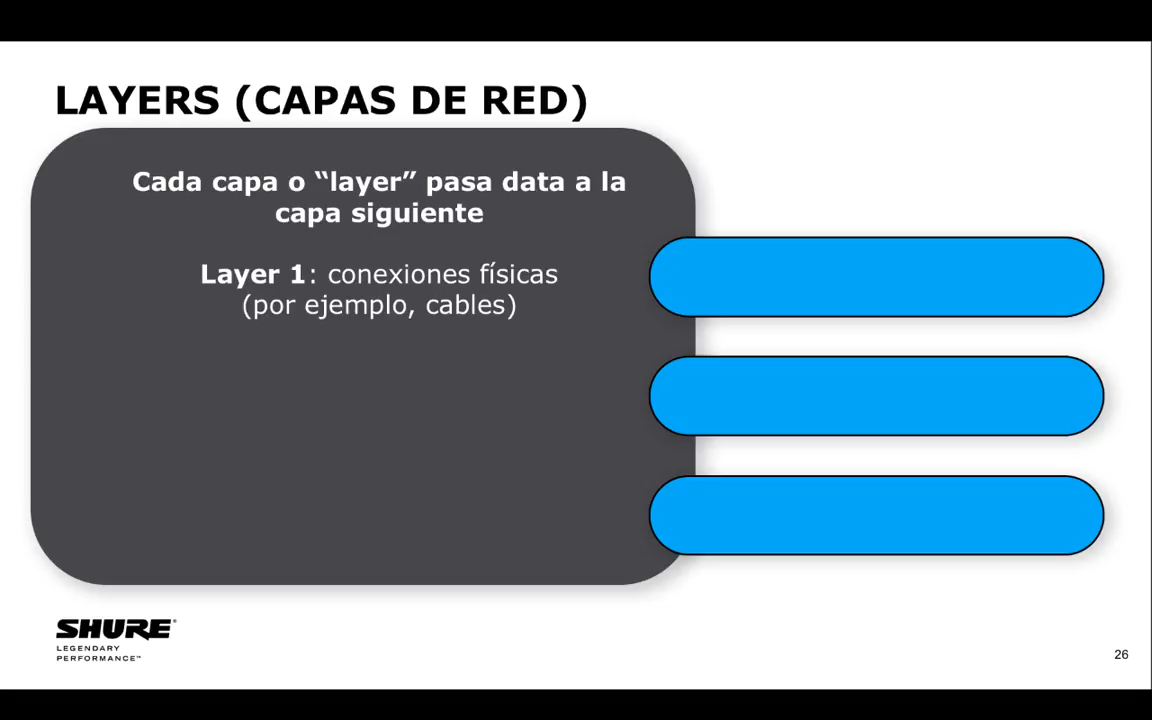 LAYERS (CAPAS DE RED)
Cada capa o “layer” pasa data a la
capa siguiente
Layer 1: conexiones físicas
(por ejemplo, cables)
SHURE®
LEGENDARY
PERFORMANCE™
26